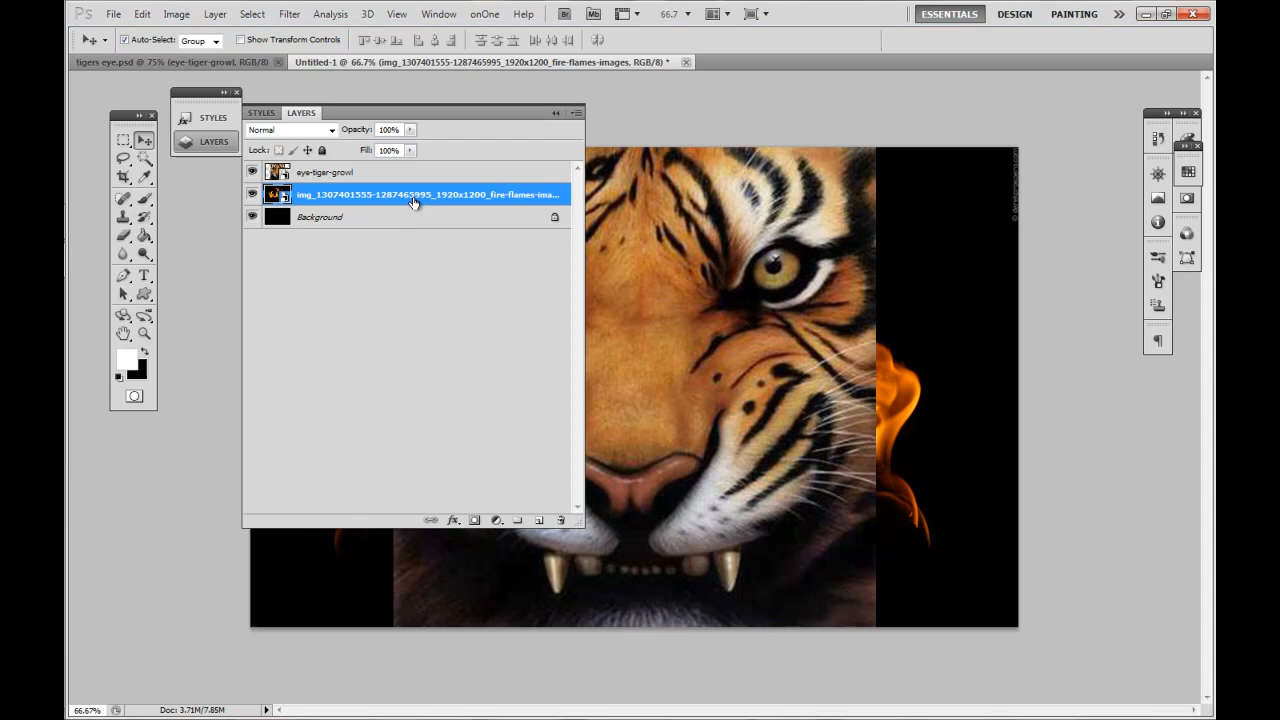 Ps File Edit Image Layer Select Filter Analysis 3D View Window onOne Help Br Mb 66.7 ESSENTIALS DESIGN PAINTING
Auto-Select: Group Show Transform Controls
tigers eye.psd @ 75% (eye-tiger-growl, RGB/8) Untitled-1 @ 66.7% (img_1307401555-1287465995_1920x1200_fire-flames-images, RGB/8) *
STYLES
LAYERS
STYLES LAYERS
Normal Opacity: 100%
Lock: Fill: 100%
eye-tiger-growl
img_1307401555-1287465995_1920x1200_fire-flames-ima...
Background
66.67% Doc: 3.71M/7.85M